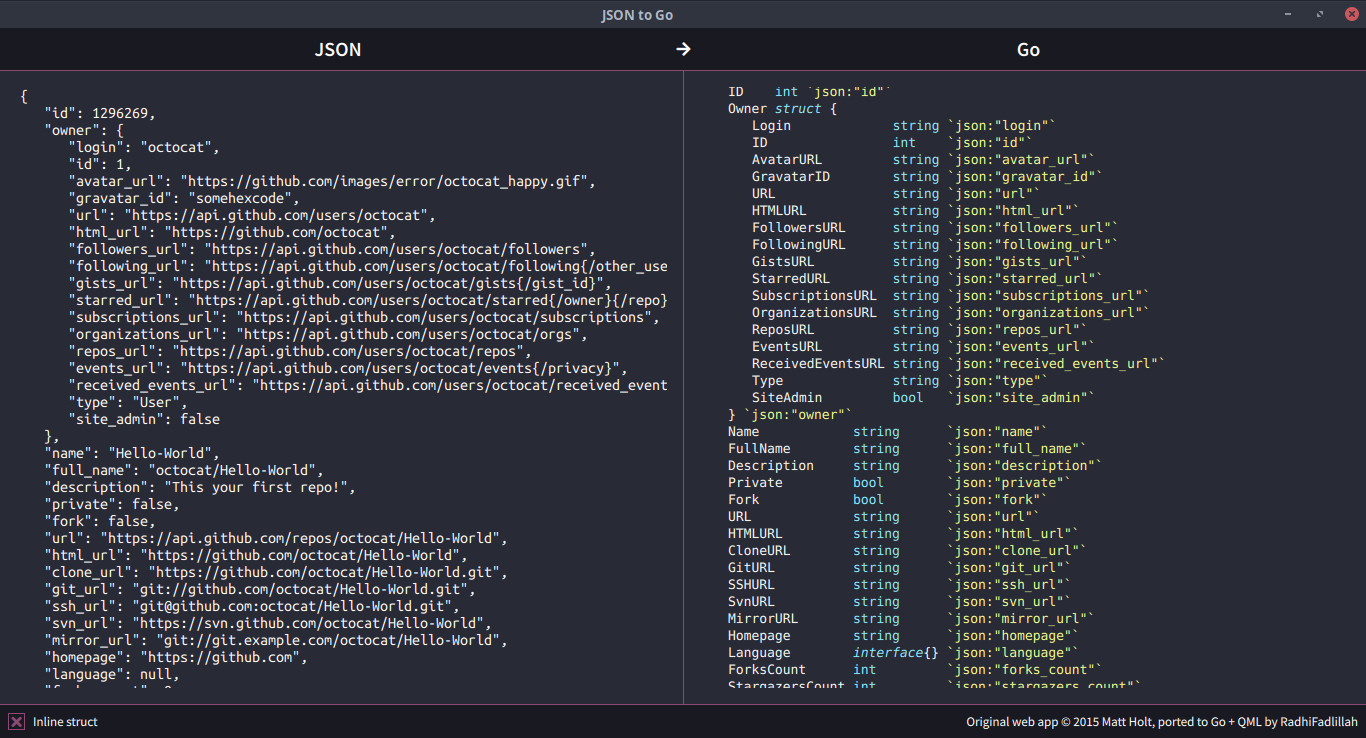 JSON to Go
JSON → Go
{
"id": 1296269,
"owner": {
"login": "octocat",
"id": 1,
"avatar_url": "https://github.com/images/error/octocat_happy.gif",
"gravatar_id": "somehexcode",
"url": "https://api.github.com/users/octocat",
"html_url": "https://github.com/octocat",
"followers_url": "https://api.github.com/users/octocat/followers",
"following_url": "https://api.github.com/users/octocat/following{/other_use
"gists_url": "https://api.github.com/users/octocat/gists{/gist_id}",
"starred_url": "https://api.github.com/users/octocat/starred{/owner}{/repo}
"subscriptions_url": "https://api.github.com/users/octocat/subscriptions",
"organizations_url": "https://api.github.com/users/octocat/orgs",
"repos_url": "https://api.github.com/users/octocat/repos",
"events_url": "https://api.github.com/users/octocat/events{/privacy}",
"received_events_url": "https://api.github.com/users/octocat/received_event
"type": "User",
"site_admin": false
},
"name": "Hello-World",
"full_name": "octocat/Hello-World",
"description": "This your first repo!",
"private": false,
"fork": false,
"url": "https://api.github.com/repos/octocat/Hello-World",
"html_url": "https://github.com/octocat/Hello-World",
"clone_url": "https://github.com/octocat/Hello-World.git",
"git_url": "git://github.com/octocat/Hello-World.git",
"ssh_url": "git@github.com:octocat/Hello-World.git",
"svn_url": "https://svn.github.com/octocat/Hello-World",
"mirror_url": "git://git.example.com/octocat/Hello-World",
"homepage": "https://github.com",
"language": null,
ID int `json:"id"`
Owner struct {
Login string `json:"login"`
ID int `json:"id"`
AvatarURL string `json:"avatar_url"`
GravatarID string `json:"gravatar_id"`
URL string `json:"url"`
HTMLURL string `json:"html_url"`
FollowersURL string `json:"followers_url"`
FollowingURL string `json:"following_url"`
GistsURL string `json:"gists_url"`
StarredURL string `json:"starred_url"`
SubscriptionsURL string `json:"subscriptions_url"`
OrganizationsURL string `json:"organizations_url"`
ReposURL string `json:"repos_url"`
EventsURL string `json:"events_url"`
ReceivedEventsURL string `json:"received_events_url"`
Type string `json:"type"`
SiteAdmin bool `json:"site_admin"`
} `json:"owner"`
Name string `json:"name"`
FullName string `json:"full_name"`
Description string `json:"description"`
Private bool `json:"private"`
Fork bool `json:"fork"`
URL string `json:"url"`
HTMLURL string `json:"html_url"`
CloneURL string `json:"clone_url"`
GitURL string `json:"git_url"`
SSHURL string `json:"ssh_url"`
SvnURL string `json:"svn_url"`
MirrorURL string `json:"mirror_url"`
Homepage string `json:"homepage"`
Language interface{} `json:"language"`
ForksCount int `json:"forks_count"`
StargazersCount int `json:"stargazers_count"`
Inline struct
Original web app © 2015 Matt Holt, ported to Go + QML by RadhiFadlillah